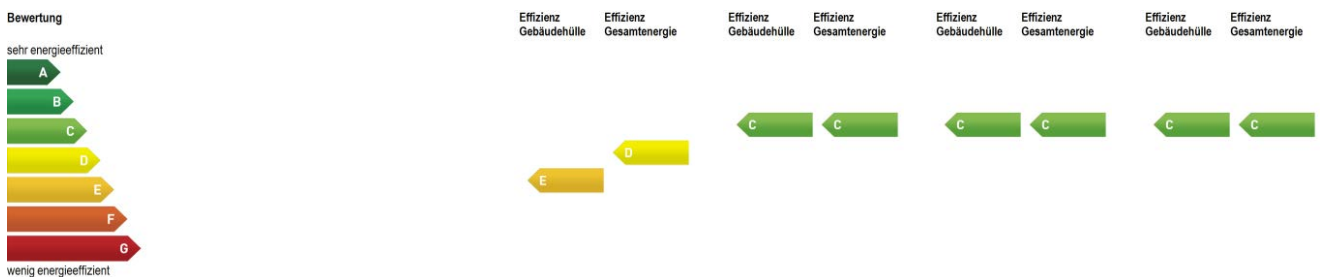 Bewertung
Effizienz Gebäudehülle
Effizienz Gesamtenergie
Effizienz Gebäudehülle
Effizienz Gesamtenergie
Effizienz Gebäudehülle
Effizienz Gesamtenergie
Effizienz Gebäudehülle
Effizienz Gesamtenergie
sehr energieeffizient
A
B
C
D
E
F
G
wenig energieeffizient
E
D
C
C
C
C
C
C